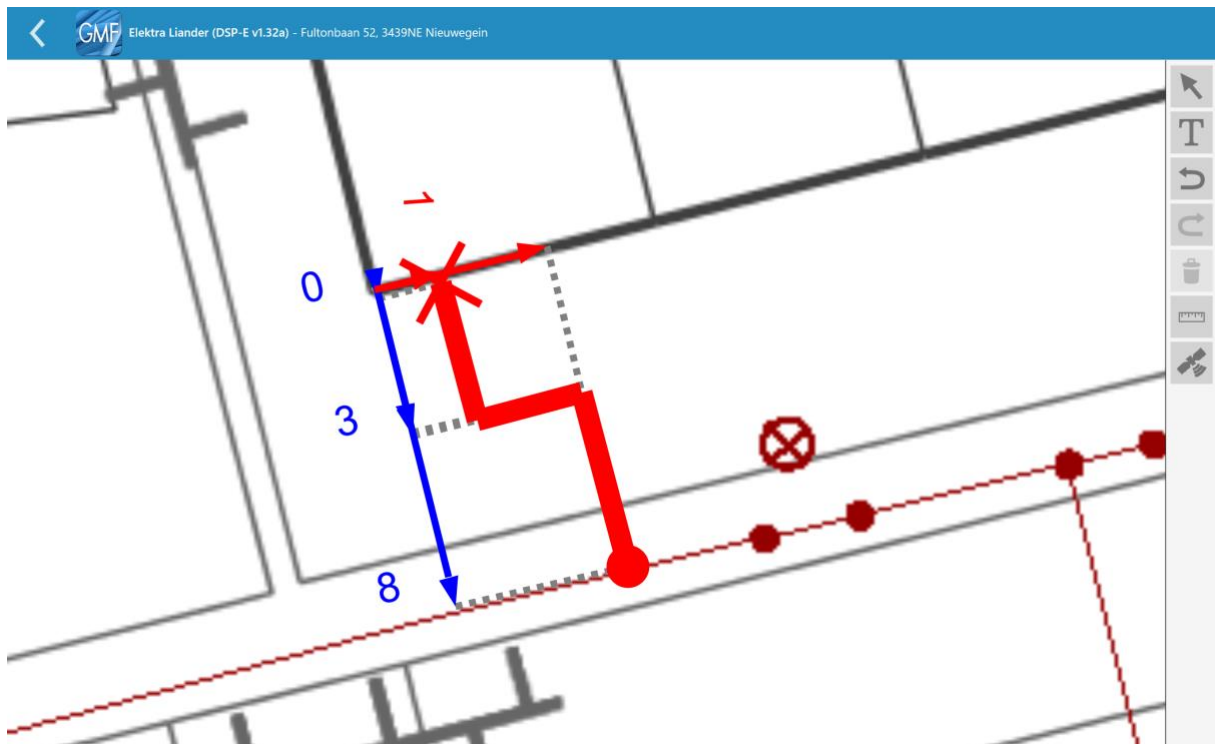 GMF
Elektra Liander (DSP-E v1.32a) - Fultonbaan 52, 3439NE Nieuwegein
T
1
0
3
8